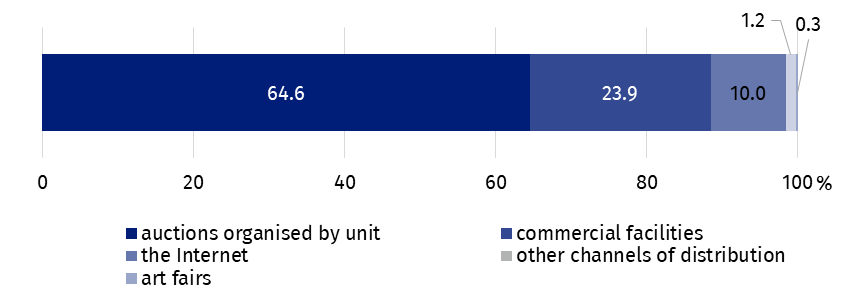 1.2 0.3
64.6 23.9 10.0
0 20 40 60 80 100 %
auctions organised by unit commercial facilities
the Internet other channels of distribution
art fairs